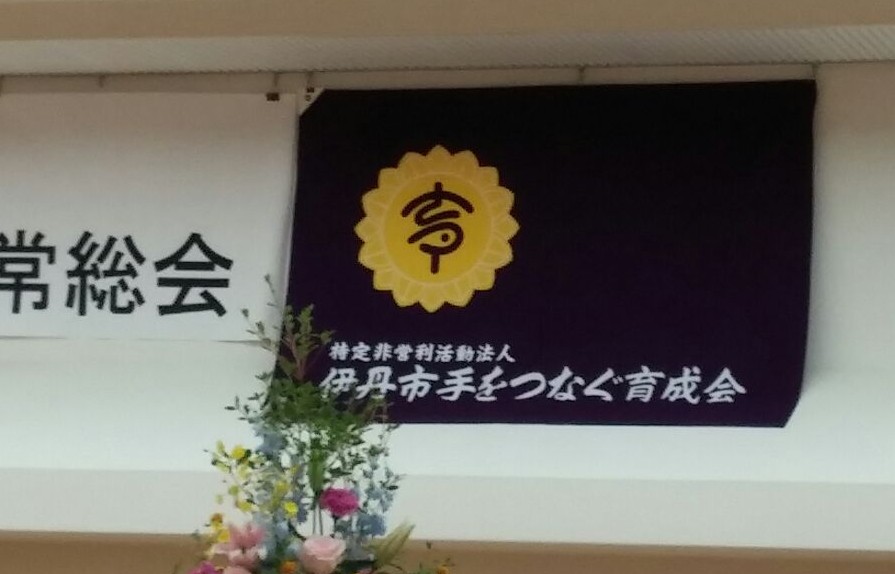 常総会
特定非営利活動法人
伊丹市手をつなぐ育成会